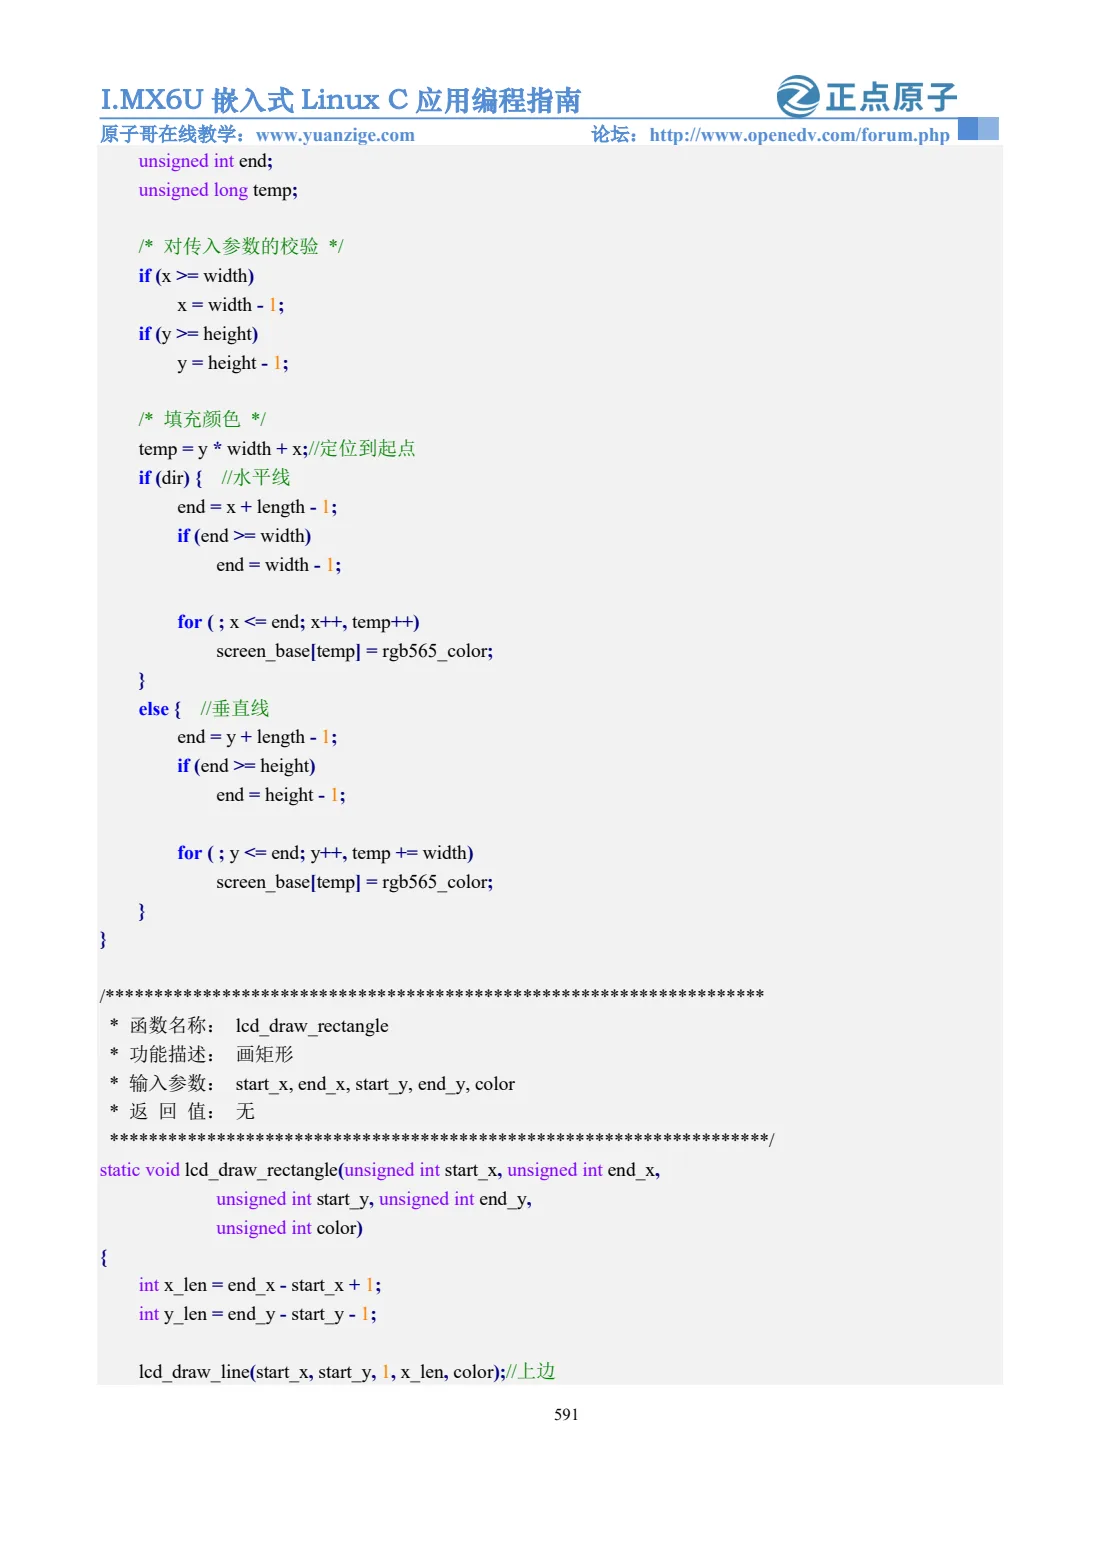 I.MX6U 嵌入式 Linux C 应用编程指南
正点原子
原子哥在线教学：www.yuanzige.com 论坛：http://www.openedv.com/forum.php
unsigned int end;
unsigned long temp;
/* 对传入参数的校验 */
if (x >= width)
x = width - 1;
if (y >= height)
y = height - 1;
/* 填充颜色 */
temp = y * width + x;//定位到起点
if (dir) { //水平线
end = x + length - 1;
if (end >= width)
end = width - 1;
for ( ; x <= end; x++, temp++)
screen_base[temp] = rgb565_color;
}
else { //垂直线
end = y + length - 1;
if (end >= height)
end = height - 1;
for ( ; y <= end; y++, temp += width)
screen_base[temp] = rgb565_color;
}
}
/********************************************************************
* 函数名称： lcd_draw_rectangle
* 功能描述： 画矩形
* 输入参数： start_x, end_x, start_y, end_y, color
* 返 回 值： 无
********************************************************************/
static void lcd_draw_rectangle(unsigned int start_x, unsigned int end_x,
unsigned int start_y, unsigned int end_y,
unsigned int color)
{
int x_len = end_x - start_x + 1;
int y_len = end_y - start_y - 1;
lcd_draw_line(start_x, start_y, 1, x_len, color);//上边
591